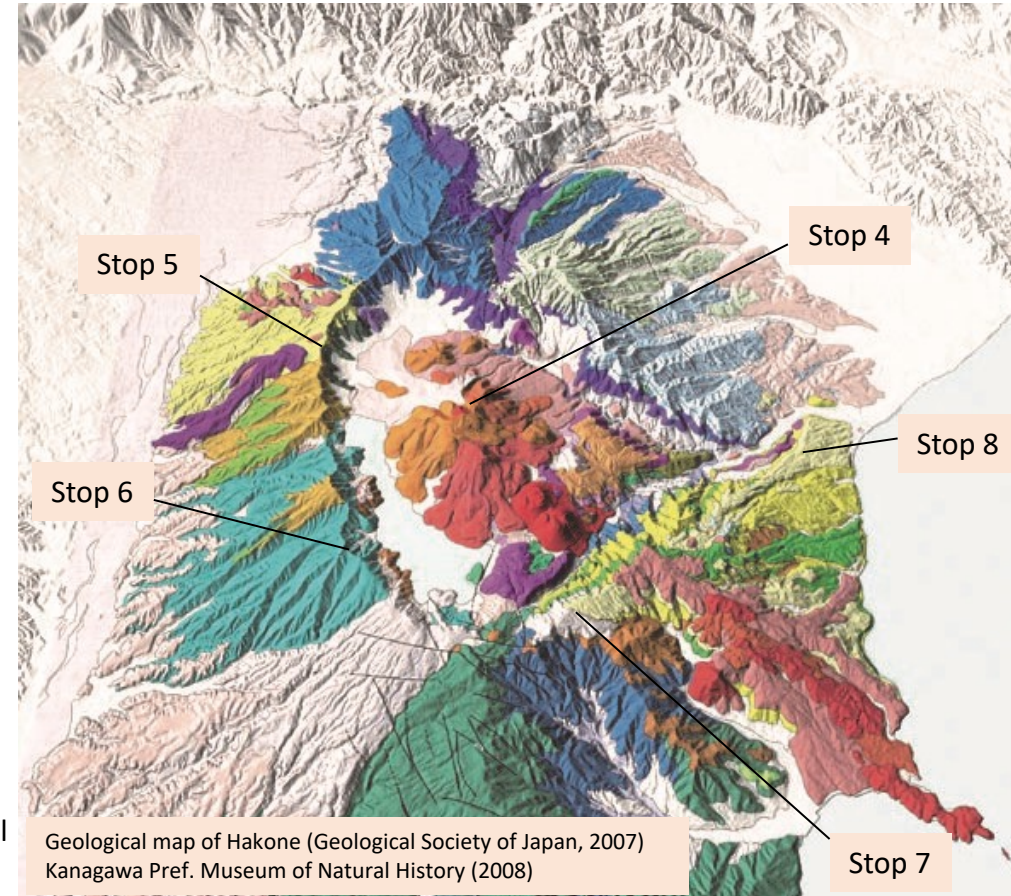 Stop 4
Stop 5
Stop 8
Stop 6
l
Geological map of Hakone (Geological Society of Japan, 2007)
Kanagawa Pref. Museum of Natural History (2008)
Stop 7